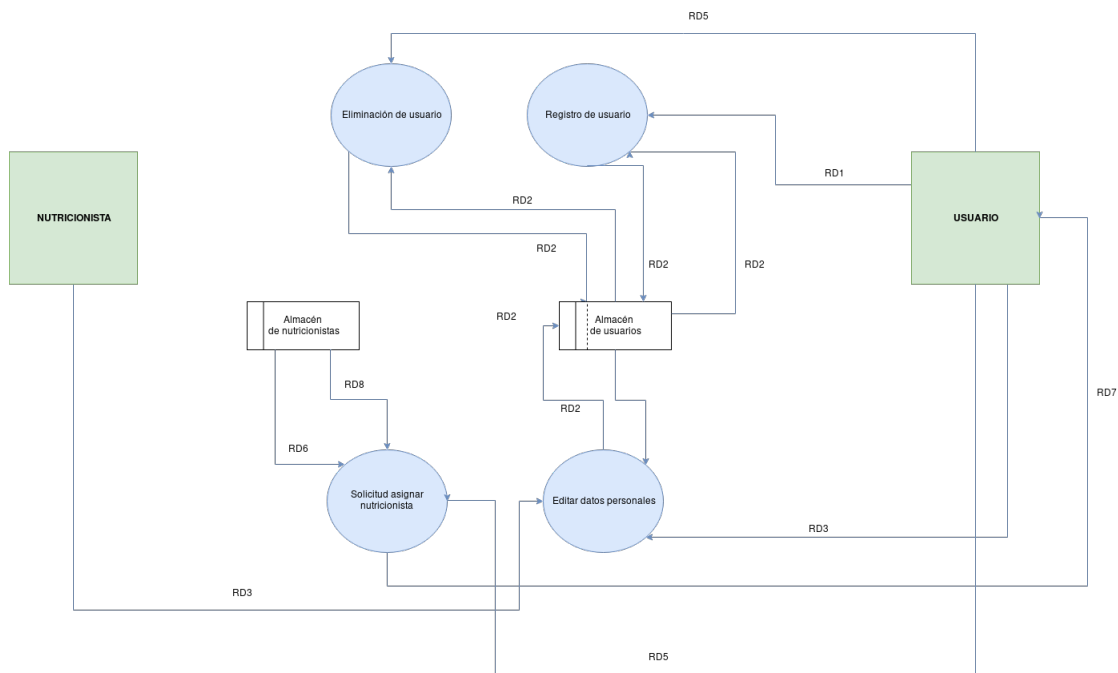 RD5
Eliminación de usuario
Registro de usuario
RD1
NUTRICIONISTA
RD2
USUARIO
RD2
RD2
RD2
Almacén
de nutricionistas
RD2
Almacén
de usuarios
RD8
RD7
RD2
RD6
Solicitud asignar
nutricionista
Editar datos personales
RD3
RD3
RD5